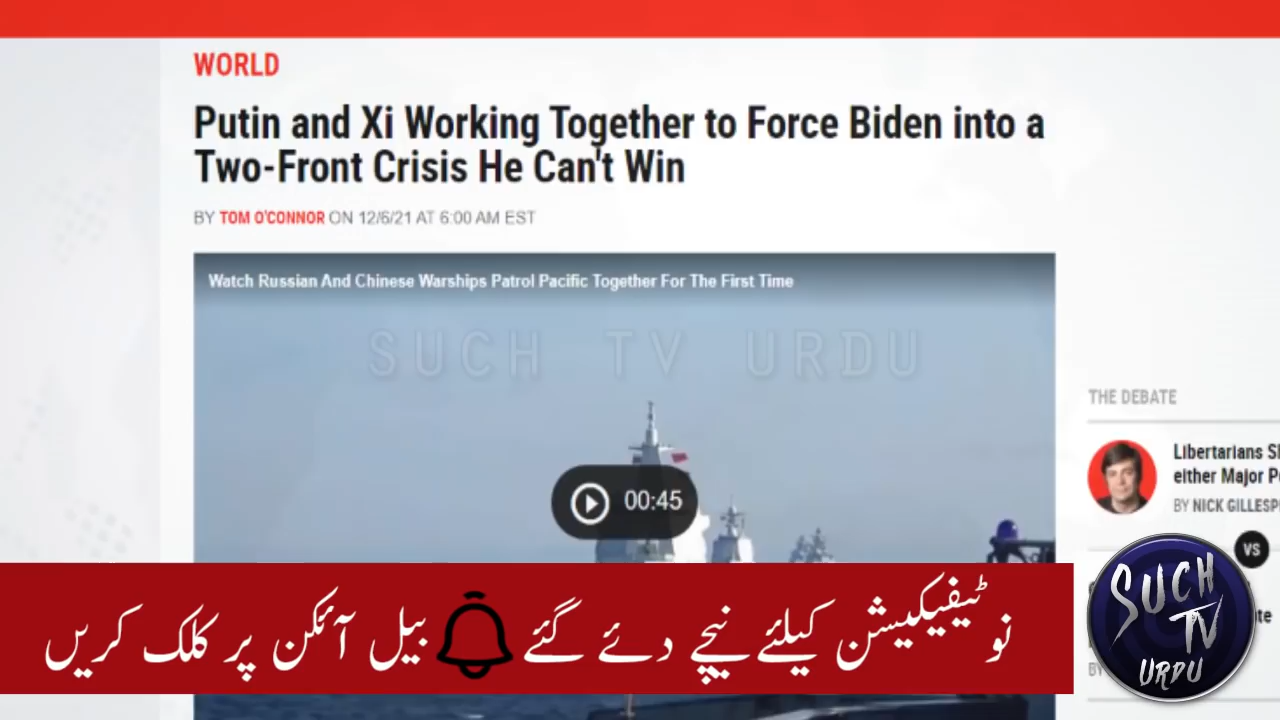 WORLD
Putin and Xi Working Together to Force Biden into a
Two-Front Crisis He Can't Win
BY TOM O'CONNOR ON 12/6/21 AT 6:00 AM EST
Watch Russian And Chinese Warships Patrol Pacific Together For The First Time
SUCH TV URDU
00:45
THE DEBATE
Libertarians
either Major
BY NICK
VS
نوٹیفیکیشن کیلئے نیچے دئے گئے بیل آئکن پر کلک کریں
SUCH
TV
URDU